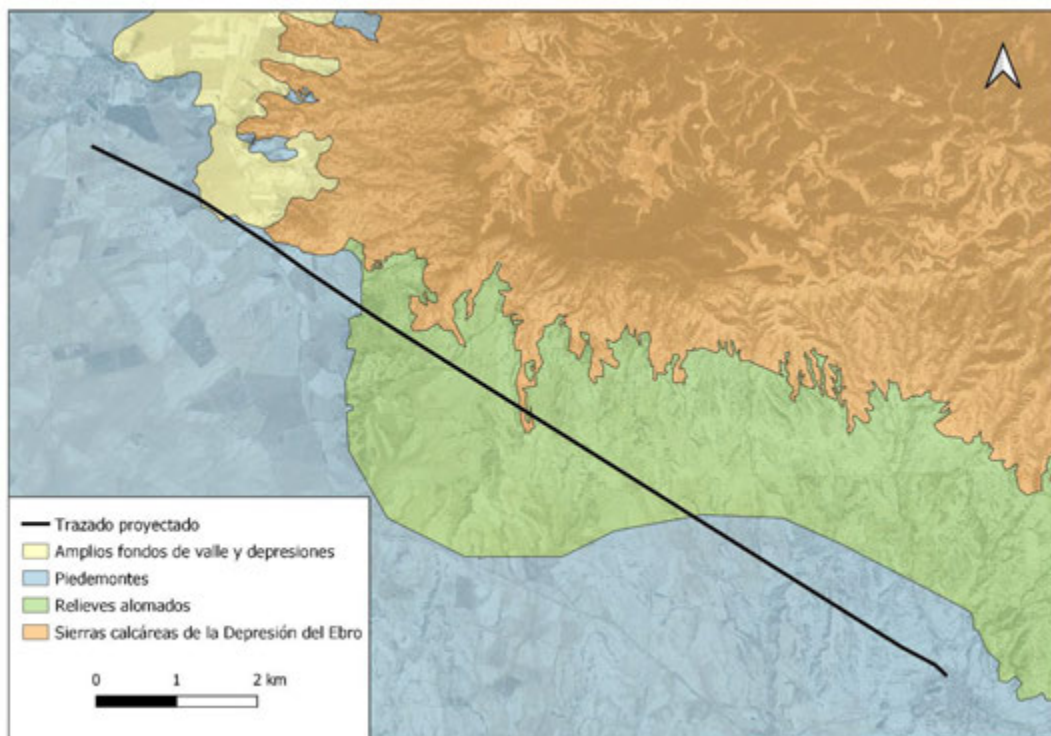 Trazado proyectado
Amplios fondos de valle y depresiones
Piedemontes
Relieves alomados
Sierras calcáreas de la Depresión del Ebro
0 1 2 km